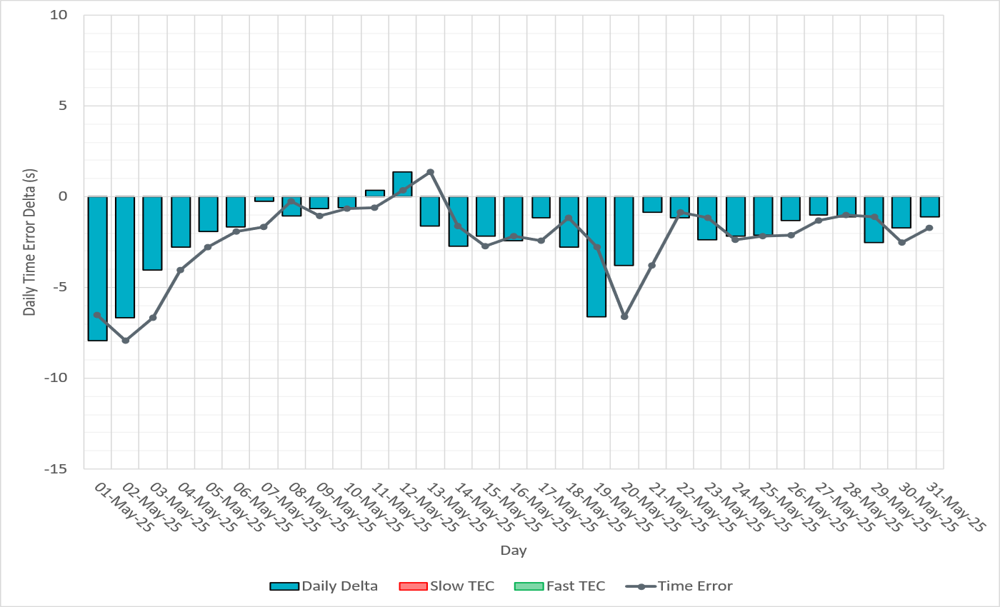 10
5
0
-5
-10
-15
Daily Time Error Delta (s)
01-May-25
02-May-25
03-May-25
04-May-25
05-May-25
06-May-25
07-May-25
08-May-25
09-May-25
10-May-25
11-May-25
12-May-25
13-May-25
14-May-25
15-May-25
16-May-25
17-May-25
18-May-25
19-May-25
20-May-25
21-May-25
22-May-25
23-May-25
24-May-25
25-May-25
26-May-25
27-May-25
28-May-25
29-May-25
30-May-25
31-May-25
Day
Daily Delta Slow TEC Fast TEC Time Error